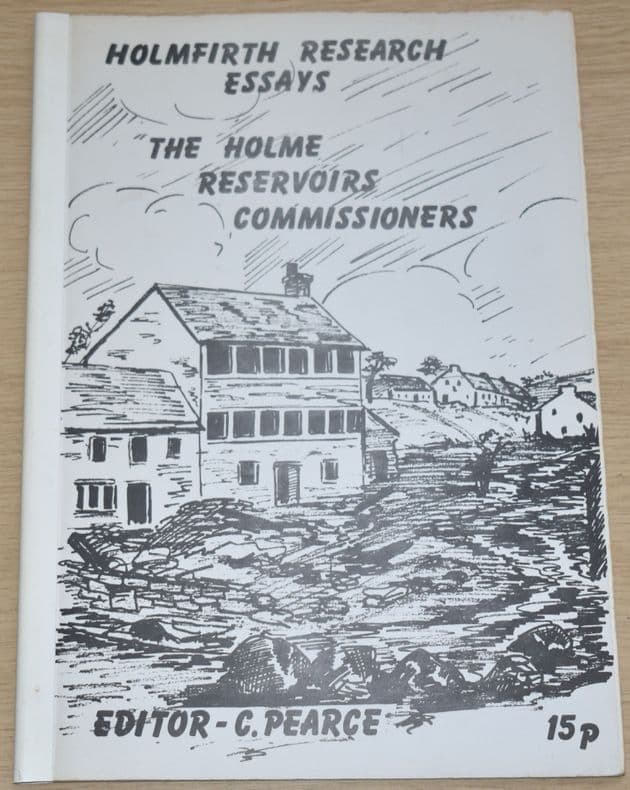 HOLMFIRTH RESEARCH
ESSAYS
THE HOLME
RESERVOIRS
COMMISSIONERS
EDITOR - C. PEARCE
15p